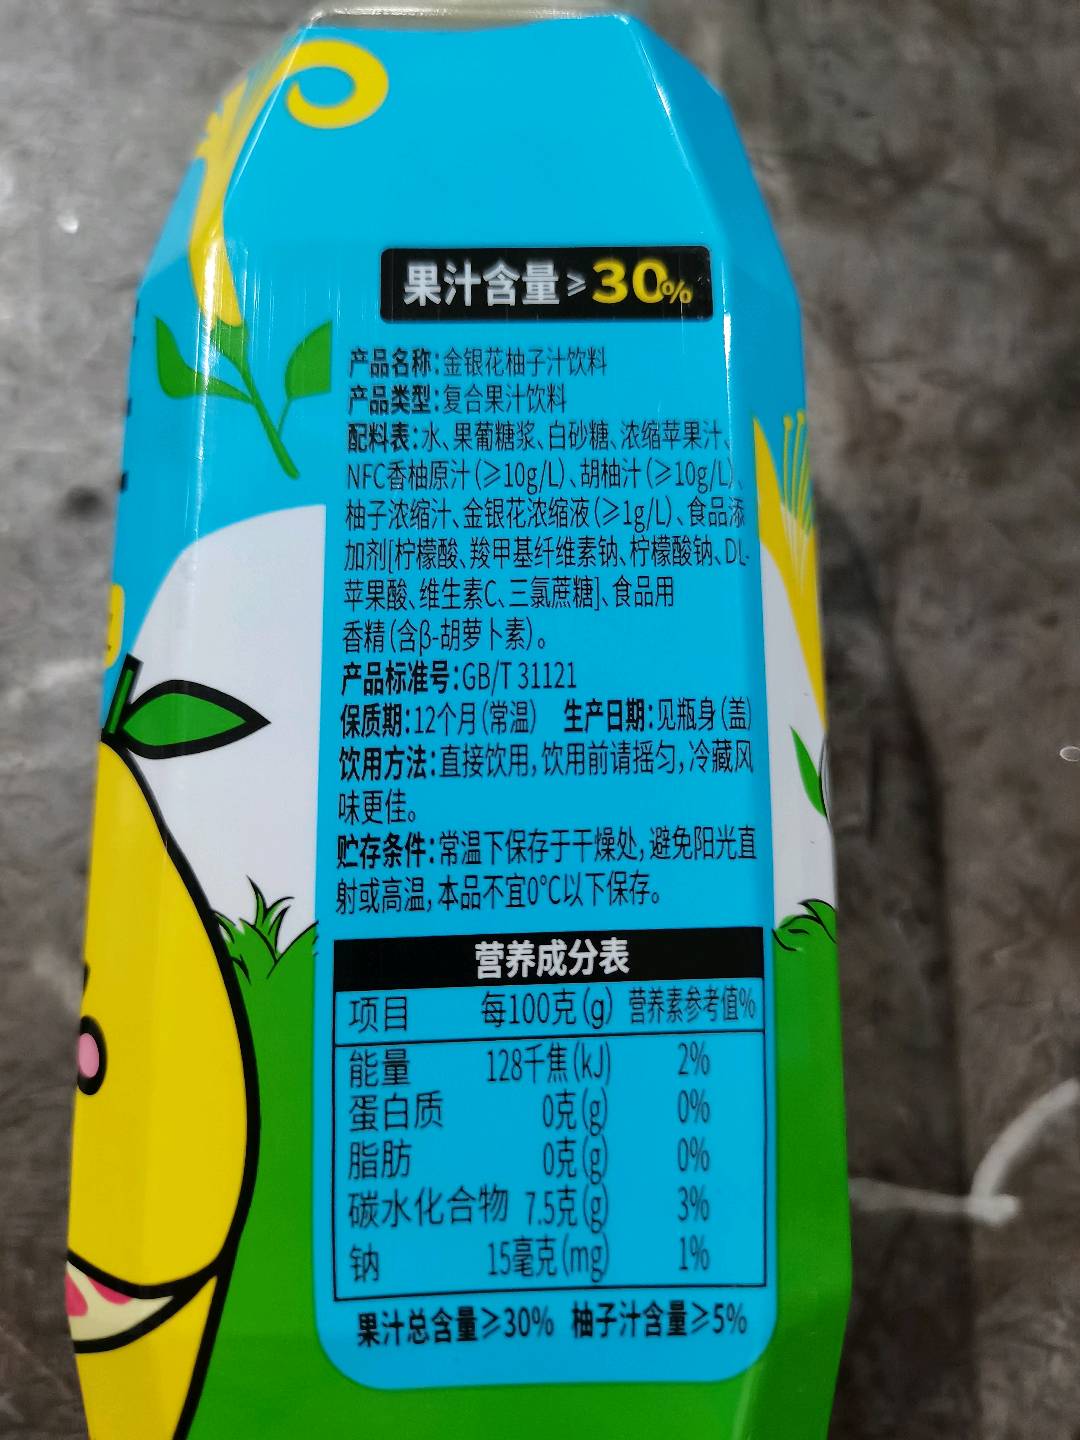 果汁含量≥30%
产品名称:金银花柚子汁饮料
产品类型:复合果汁饮料
配料表:水、果葡糖浆、白砂糖、浓缩苹果汁、
NFC香柚原汁(≥10g/L)、胡柚汁(≥10g/L)、
柚子浓缩汁、金银花浓缩液(≥1g/L)、食品添
加剂[柠檬酸、羧甲基纤维素钠、柠檬酸钠、DL-
苹果酸、维生素C、三氯蔗糖]、食品用
香精(含β-胡萝卜素)。
产品标准号:GB/T 31121
保质期:12个月(常温) 生产日期:见瓶身(盖)
饮用方法:直接饮用,饮用前请摇匀,冷藏风
味更佳。
贮存条件:常温下保存于干燥处,避免阳光直
射或高温,本品不宜0℃以下保存。
营养成分表
项目 每100克(g) 营养素参考值%
能量 128千焦(kJ) 2%
蛋白质 0克(g) 0%
脂肪 0克(g) 0%
碳水化合物 7.5克(g) 3%
钠 15毫克(mg) 1%
果汁总含量≥30% 柚子汁含量≥5%